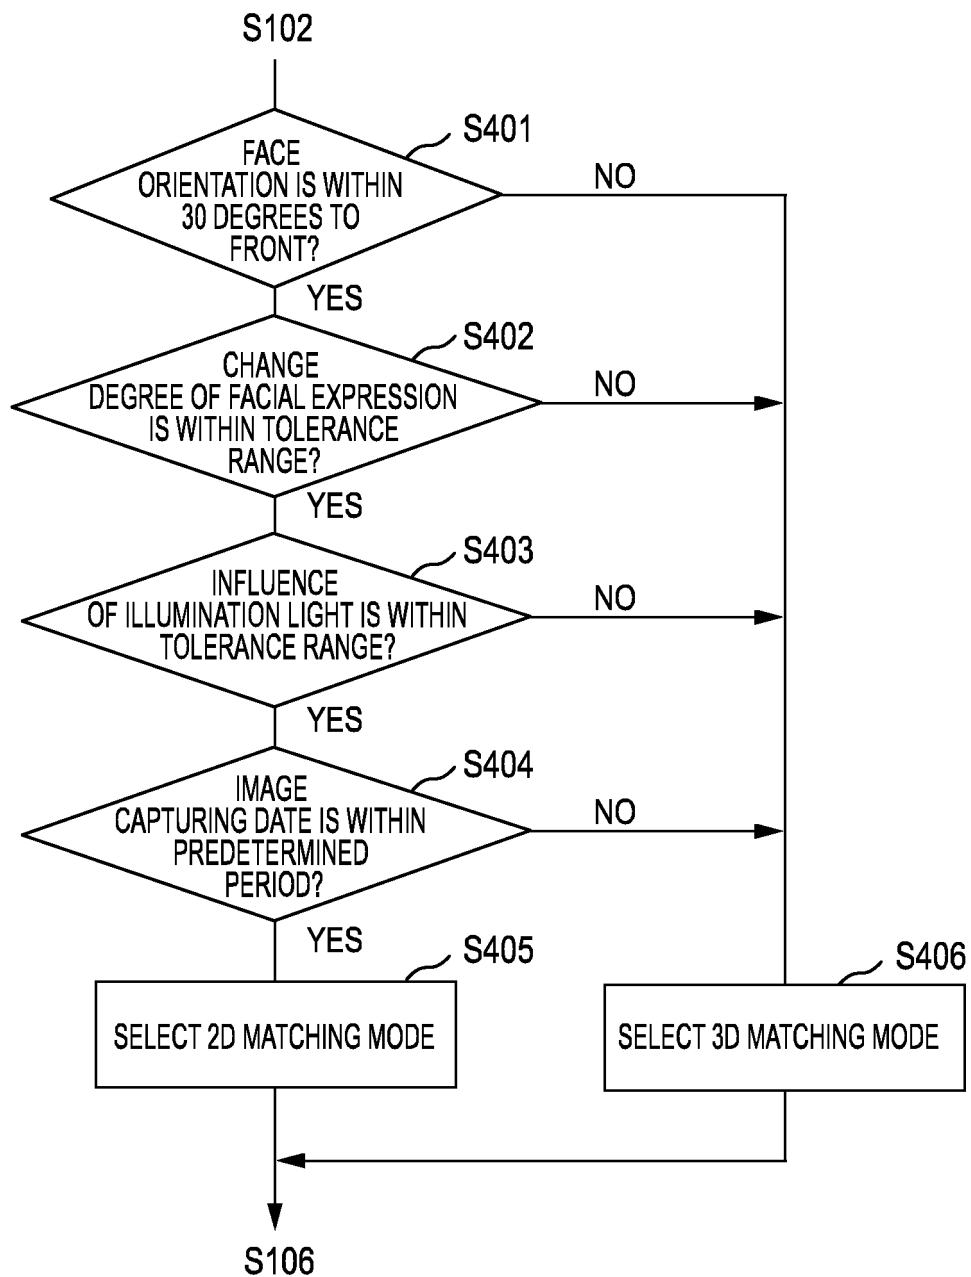 S102
S401
FACE
ORIENTATION IS WITHIN
30 DEGREES TO
FRONT?
NO
YES
S402
CHANGE
DEGREE OF FACIAL EXPRESSION
IS WITHIN TOLERANCE
RANGE?
NO
YES
S403
INFLUENCE
OF ILLUMINATION LIGHT IS WITHIN
TOLERANCE RANGE?
NO
YES
S404
IMAGE
CAPTURING DATE IS WITHIN
PREDETERMINED
PERIOD?
NO
YES
S405
SELECT 2D MATCHING MODE
S406
SELECT 3D MATCHING MODE
S106